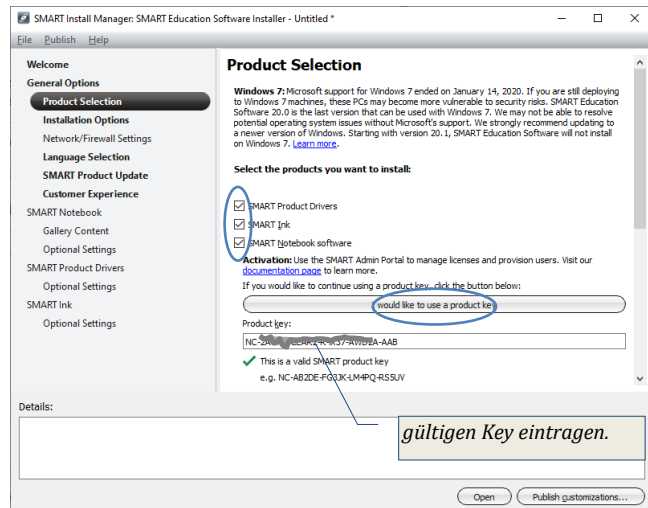 SMART Install Manager: SMART Education Software Installer - Untitled *
File Publish Help
Welcome
General Options
Product Selection
Installation Options
Network/Firewall Settings
Language Selection
SMART Product Update
Customer Experience
SMART Notebook
Gallery Content
Optional Settings
SMART Product Drivers
Optional Settings
SMART Ink
Optional Settings
Product Selection
Windows 7: Microsoft support for Windows 7 ended on January 14, 2020. If you are still deploying
to Windows 7 machines, these PCs may become more vulnerable to security risks. SMART Education
Software 20.0 is the last version that can be used with Windows 7. We may not be able to resolve
potential operating system issues without Microsoft's support. We strongly recommend updating to
a newer version of Windows. Starting with version 20.1, SMART Education Software will not install
on Windows 7. Learn more.
Select the products you want to install:
SMART Product Drivers
SMART Ink
SMART Notebook software
Activation: Use the SMART Admin Portal to manage licenses and provision users. Visit our
documentation page to learn more.
If you would like to continue using a product key, click the button below:
would like to use a product key
Product key:
This is a valid SMART product key
e.g. NC-AB2DE-FG3JK-LM4PQ-RS5UV
Details:
gültigen Key eintragen.
Open Publish customizations...